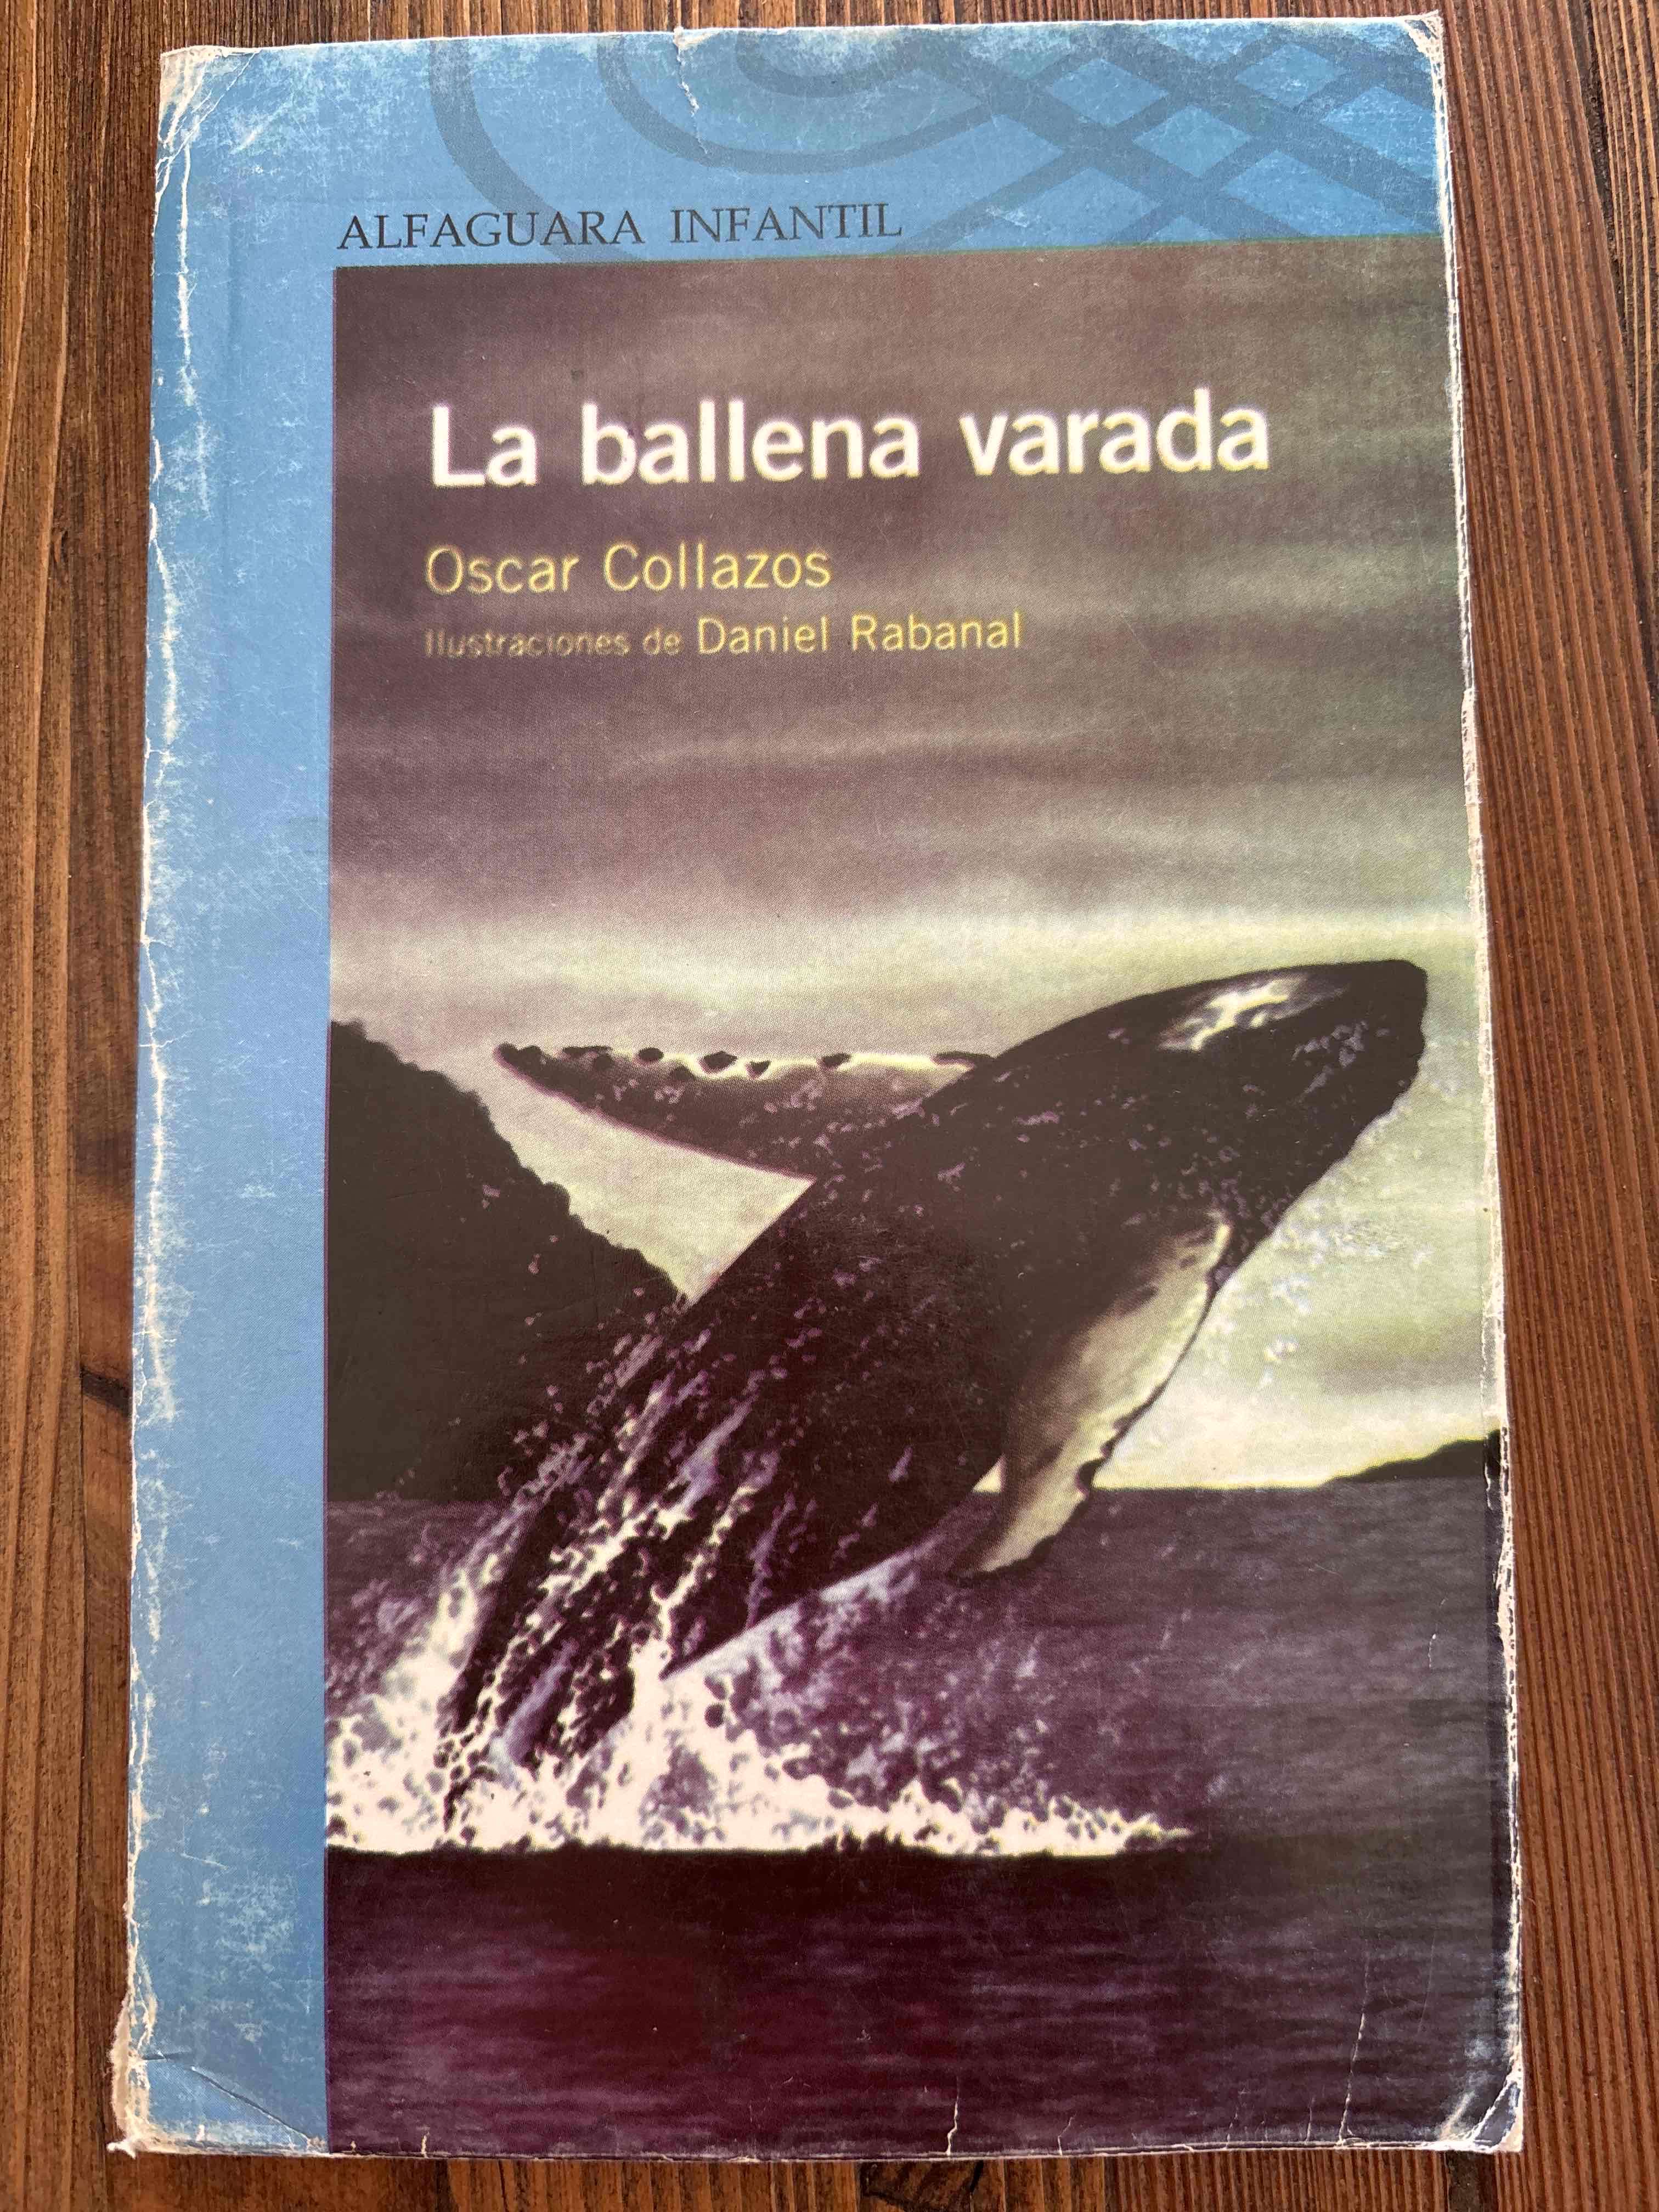 ALFAGUARA INFANTIL
La ballena varada
Oscar Collazos
Ilustraciones de Daniel Rabanal